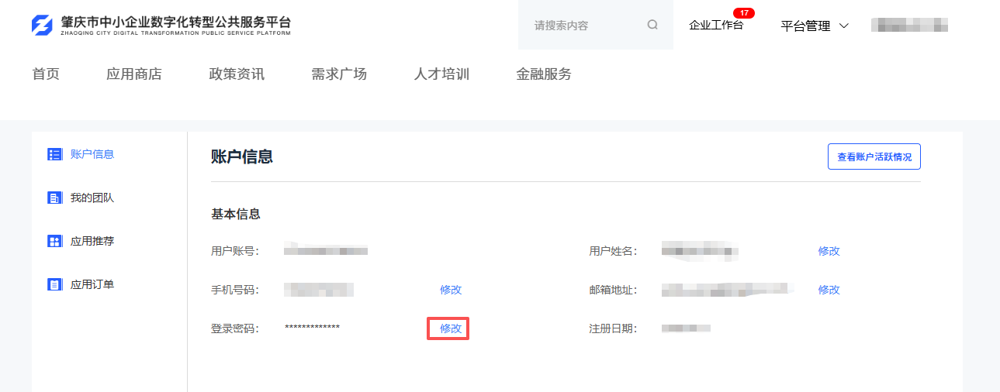 肇庆市中小企业数字化转型公共服务平台
ZHAOQING CITY DIGITAL TRANSFORMATION PUBLIC SERVICE PLATFORM
请搜索内容
企业工作台
17
平台管理
首页 应用商店 政策资讯 需求广场 人才培训 金融服务
账户信息
我的团队
应用推荐
应用订单
账户信息
查看账户活跃情况
基本信息
用户账号：
用户姓名： 修改
手机号码： 修改
邮箱地址： 修改
登录密码： ************* 修改
注册日期：